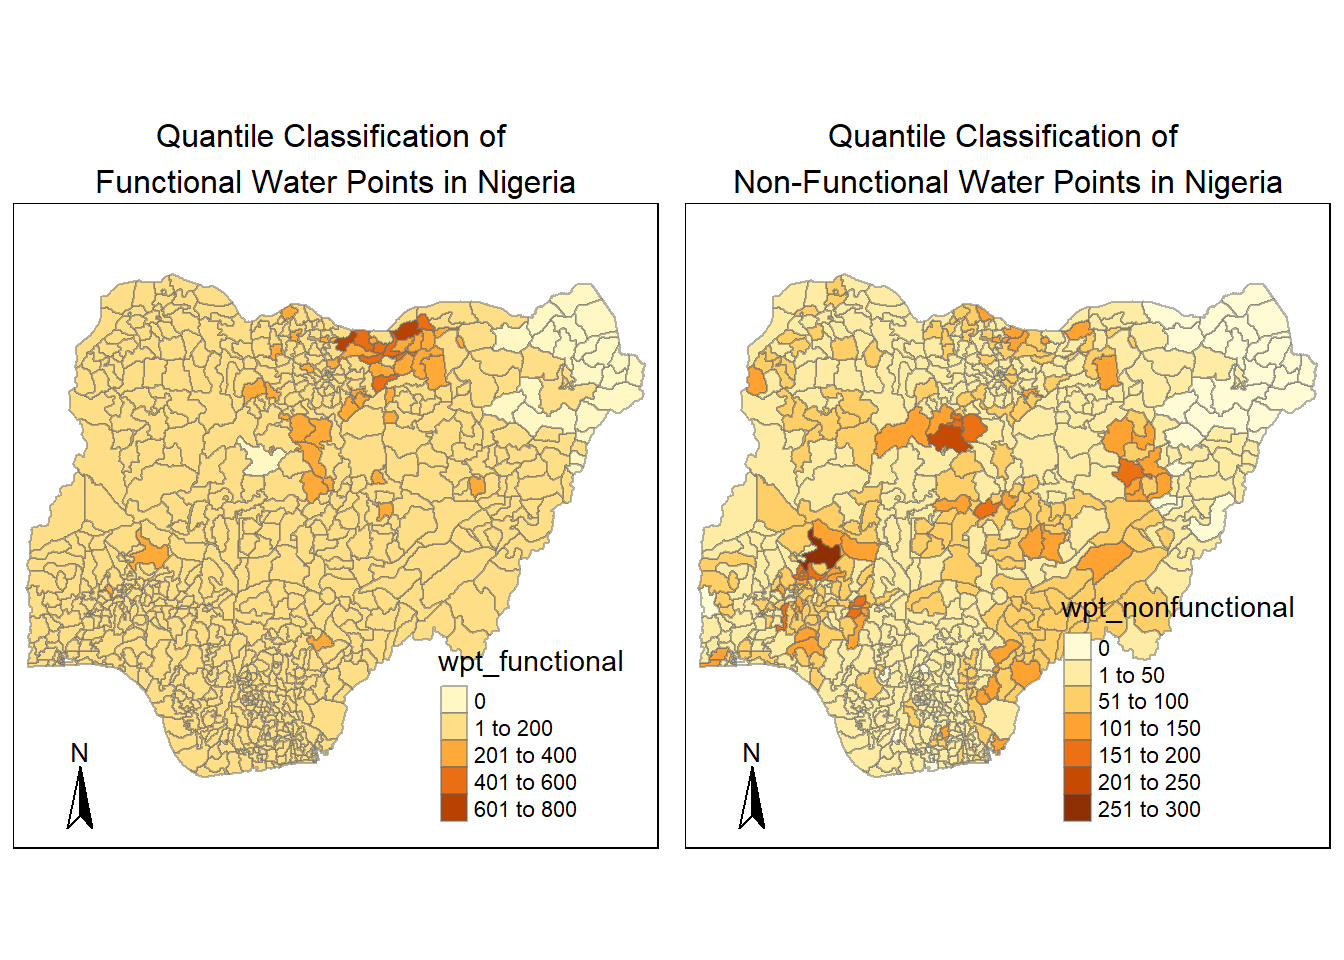 Quantile Classification of
Functional Water Points in Nigeria
wpt_functional
0
1 to 200
201 to 400
401 to 600
601 to 800
N
Quantile Classification of
Non-Functional Water Points in Nigeria
wpt_nonfunctional
0
1 to 50
51 to 100
101 to 150
151 to 200
201 to 250
251 to 300
N